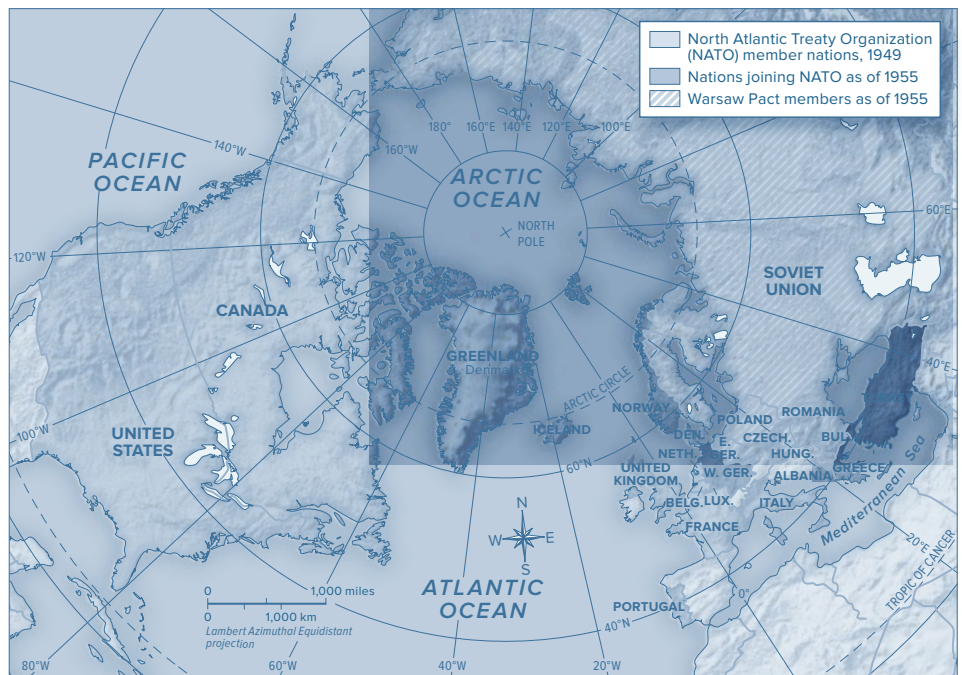 North Atlantic Treaty Organization
(NATO) member nations, 1949
Nations joining NATO as of 1955
Warsaw Pact members as of 1955
180°
160°E
140°E
120°E
100°E
140°W
160°W
PACIFIC
OCEAN
ARCTIC
OCEAN
NORTH
POLE
60°E
120°W
SOVIET
UNION
CANADA
GREENLAND
Denmark
40°E
ARCTIC CIRCLE
NORWAY
ICELAND
POLAND
ROMANIA
100°W
UNITED
STATES
DEN.
E.
GER.
CZECH.
BUL
NETH.
HUNG.
60°N
UNITED
KINGDOM
W. GER.
ALBANIA
GREECE
BELG.
LUX.
ITALY
Mediterranean Sea
FRANCE
N
W
E
S
20°E
TROPIC OF CANCER
ATLANTIC
OCEAN
0
1,000 miles
0
1,000 km
Lambert Azimuthal Equidistant
projection
PORTUGAL
0°
40°N
80°W
60°W
40°W
20°W